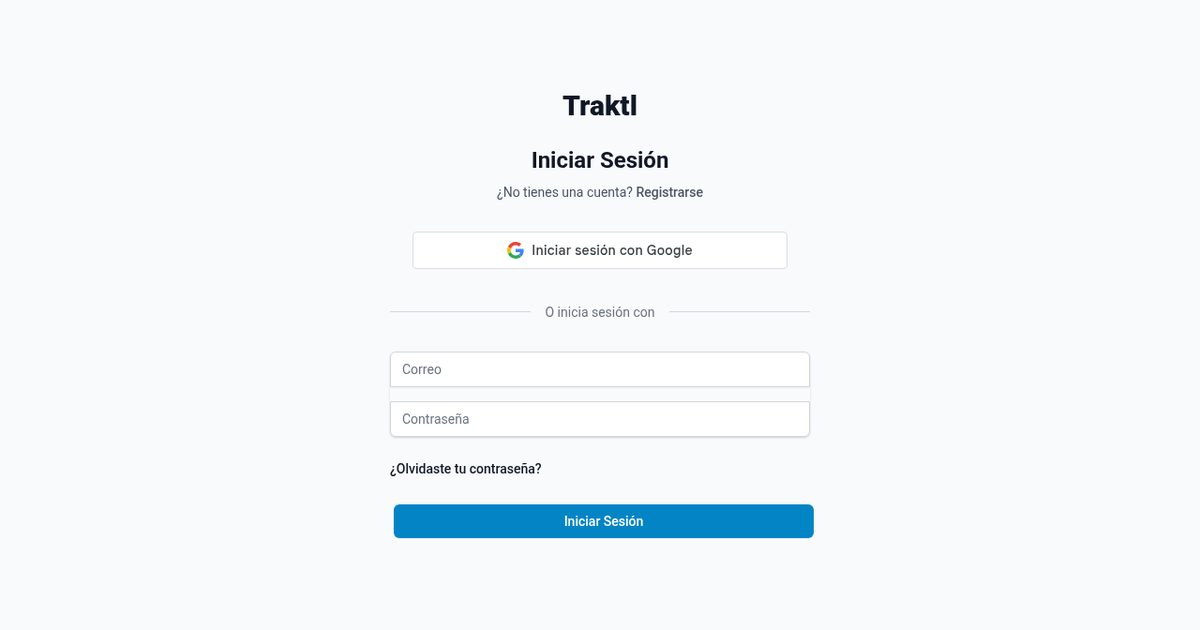 Traktl
Iniciar Sesión
¿No tienes una cuenta? Registrarse
Iniciar sesión con Google
O inicia sesión con
Correo
Contraseña
¿Olvidaste tu contraseña?
Iniciar Sesión